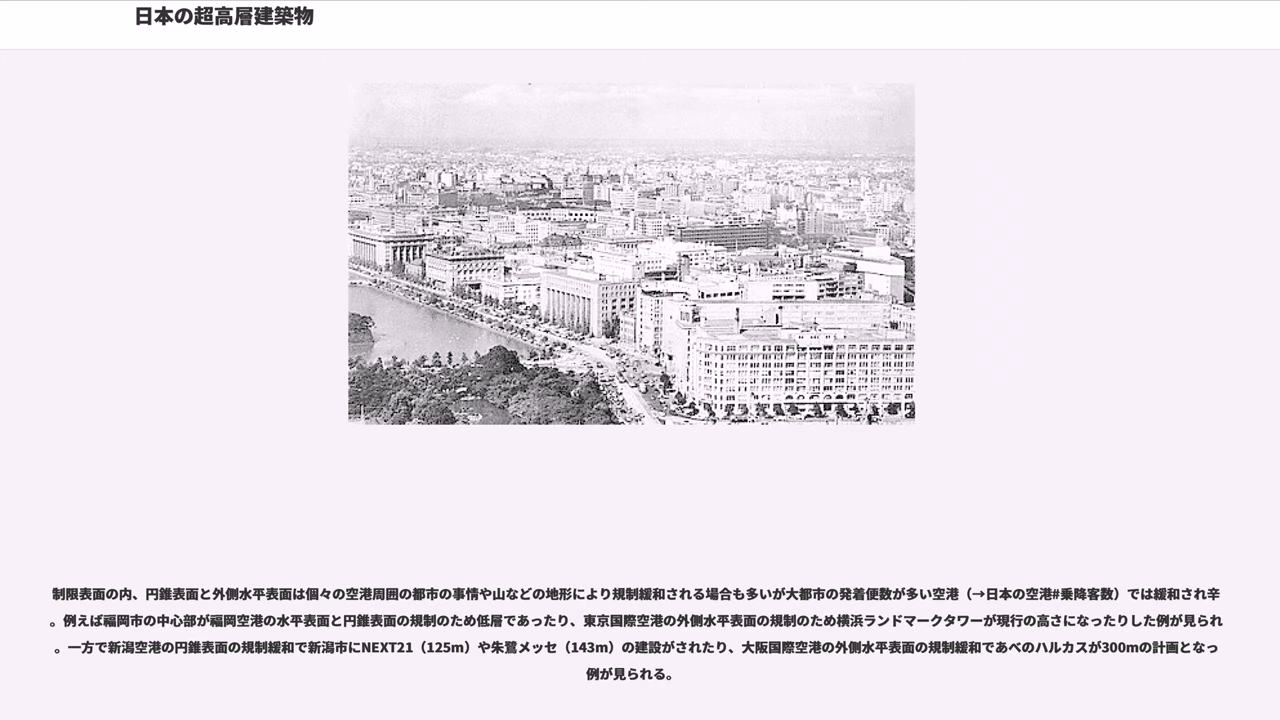 日本の超高層建築物
制限表面の内、円錐表面と外側水平表面は個々の空港周囲の都市の事情や山などの地形により規制緩和される場合も多いが大都市の発着便数が多い空港（→日本の空港#乗降客数）では緩和され辛
。例えば福岡市の中心部が福岡空港の水平表面と円錐表面の規制のため低層であったり、東京国際空港の外側水平表面の規制のため横浜ランドマークタワーが現行の高さになったりした例が見られ
。一方で新潟空港の円錐表面の規制緩和で新潟市にNEXT21（125m）や朱鷺メッセ（143m）の建設がされたり、大阪国際空港の外側水平表面の規制緩和であべのハルカスが300mの計画となっ
例が見られる。